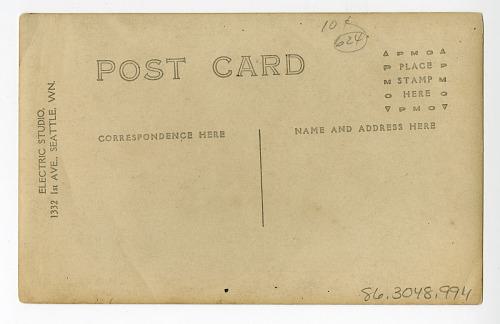 10¢
624
POST CARD
△ P M O △
P PLACE P
M STAMP M
O HERE O
▽ P M O ▽
CORRESPONDENCE HERE
NAME AND ADDRESS HERE
ELECTRIC STUDIO,
1332 1st AVE., SEATTLE, WN.
86.3048.994